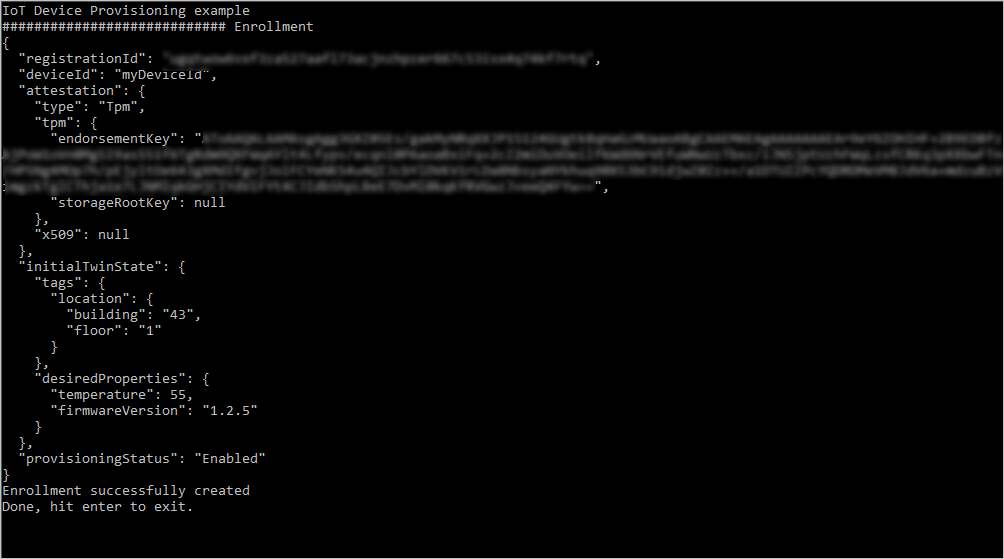 IoT Device Provisioning example
############################ Enrollment
{
  "registrationId": "",
  "deviceId": "myDeviceId",
  "attestation": {
    "type": "Tpm",
    "tpm": {
      "endorsementKey": "
",
      "storageRootKey": null
    },
    "x509": null
  },
  "initialTwinState": {
    "tags": {
      "location": {
        "building": "43",
        "floor": "1"
      }
    },
    "desiredProperties": {
      "temperature": 55,
      "firmwareVersion": "1.2.5"
    }
  },
  "provisioningStatus": "Enabled"
}
Enrollment successfully created
Done, hit enter to exit.